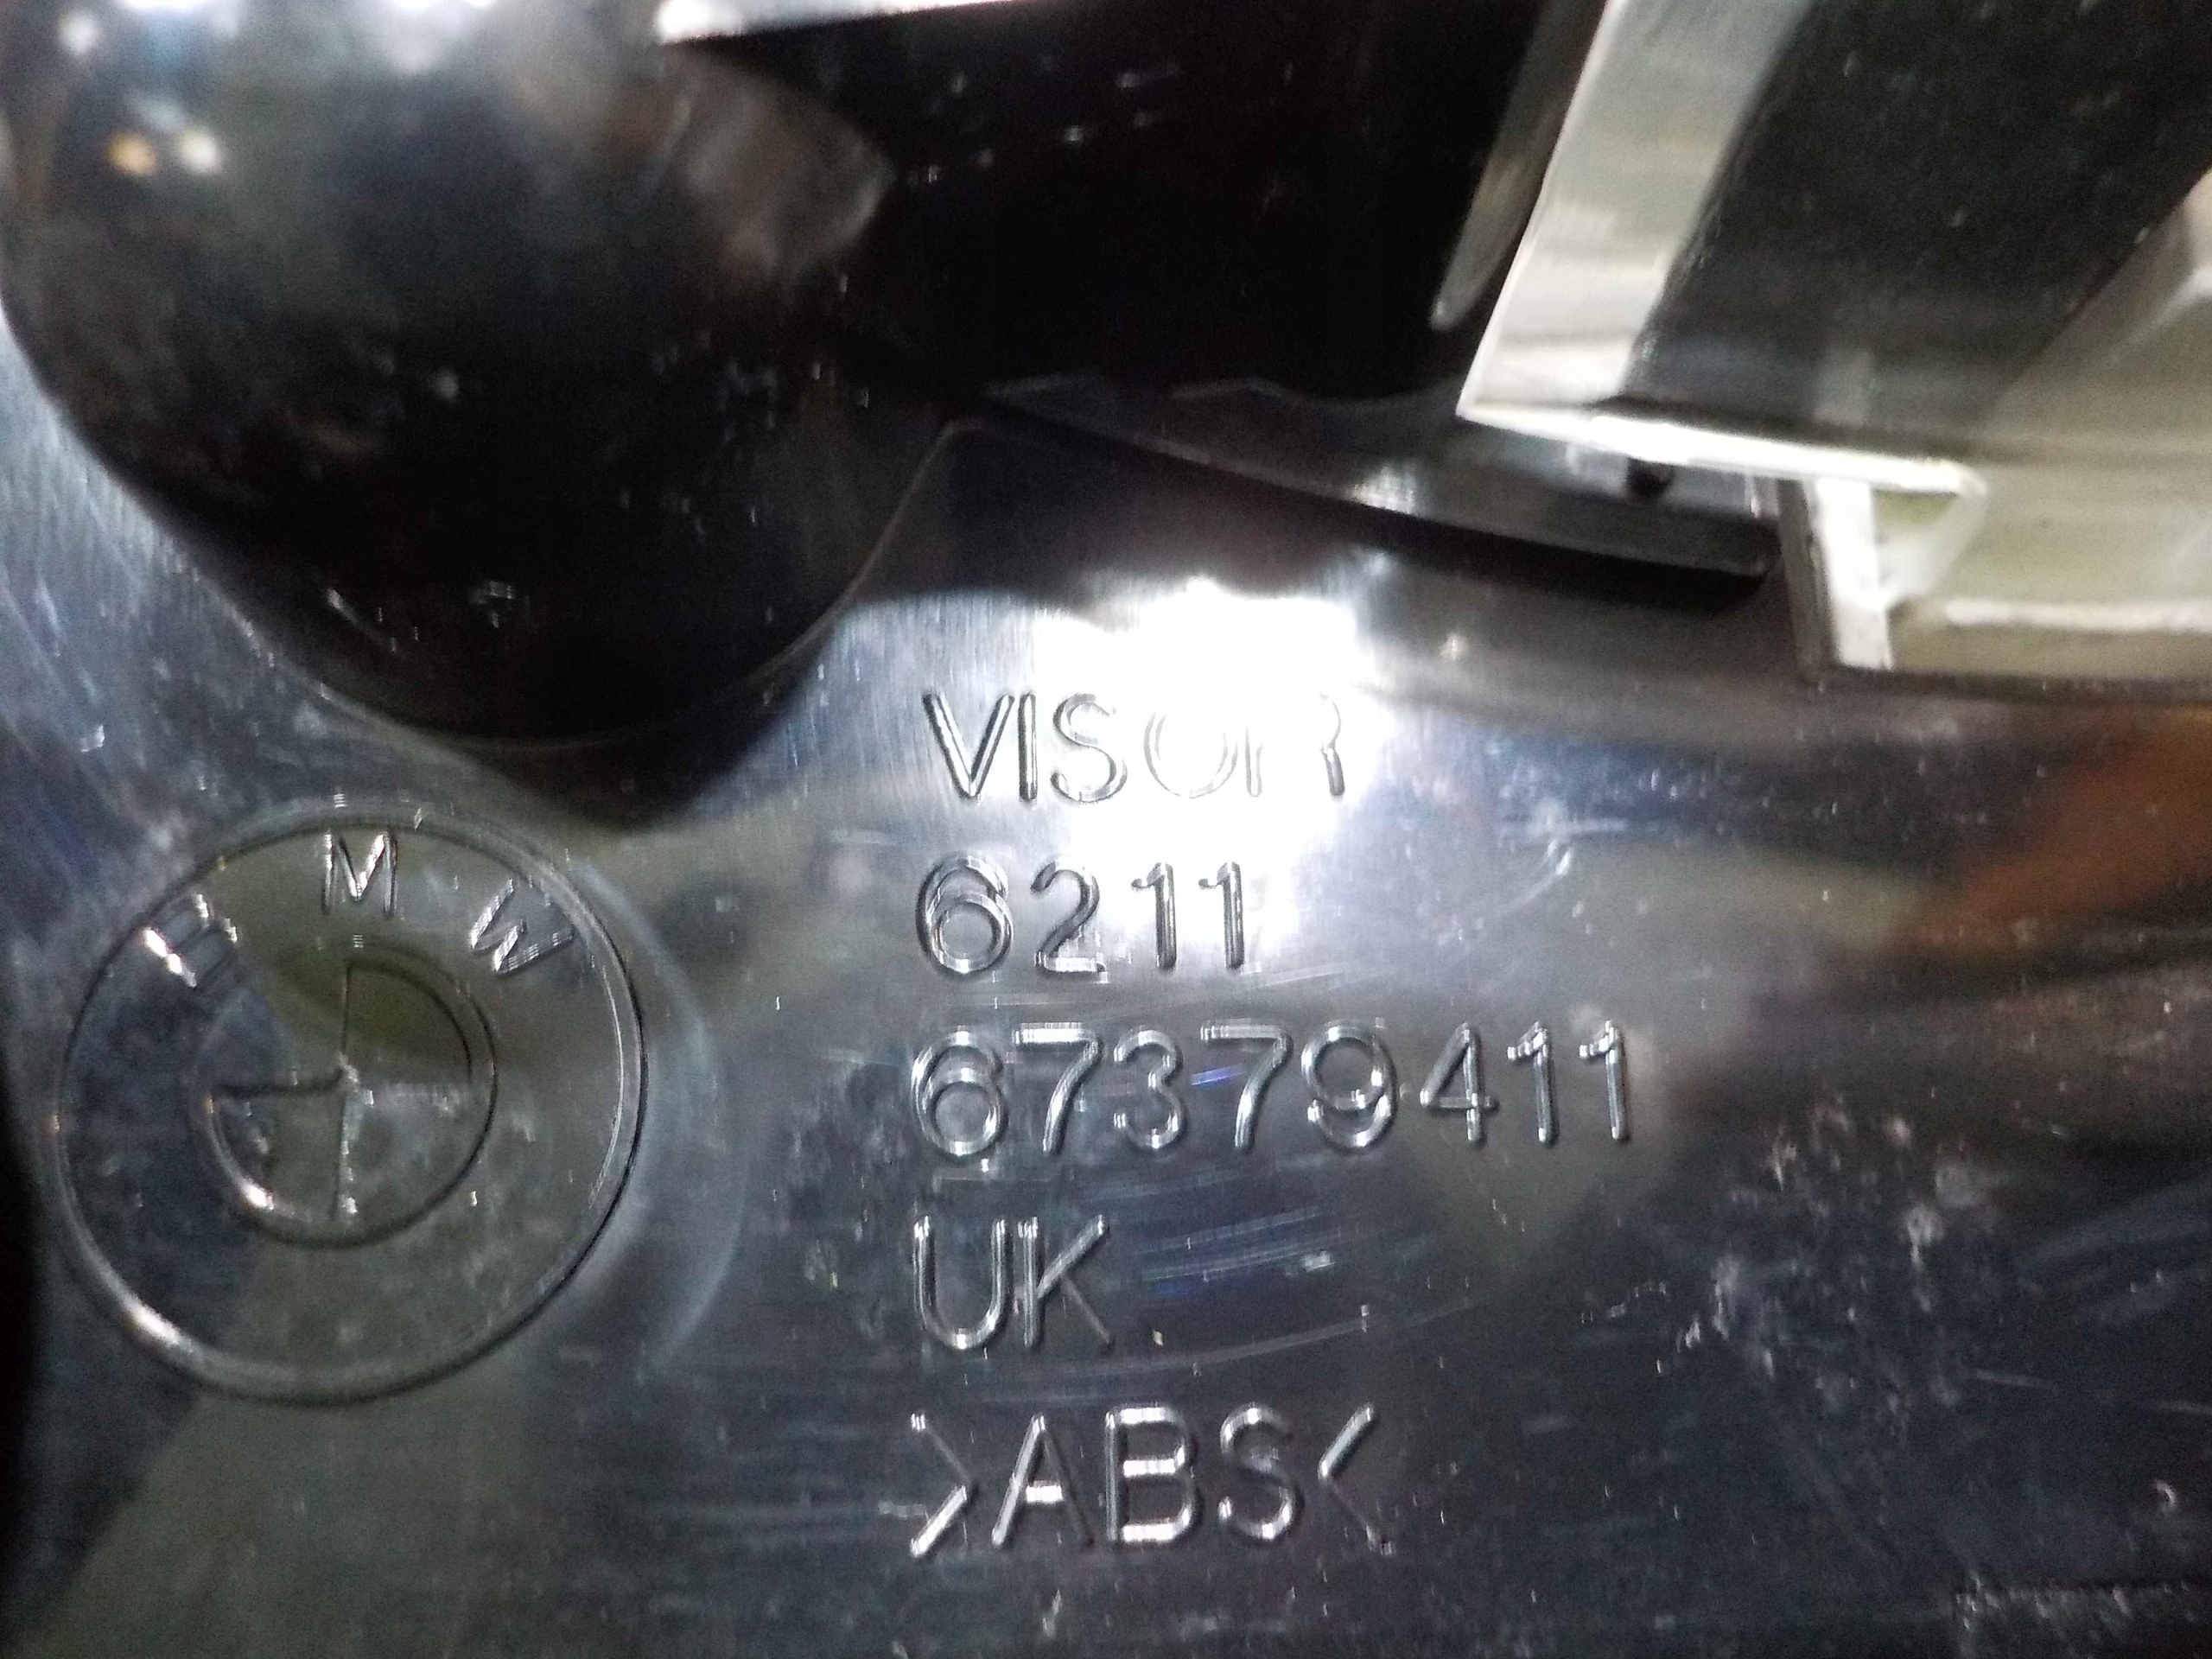 BMW
VISOR
6211
67379411
UK
>ABS<